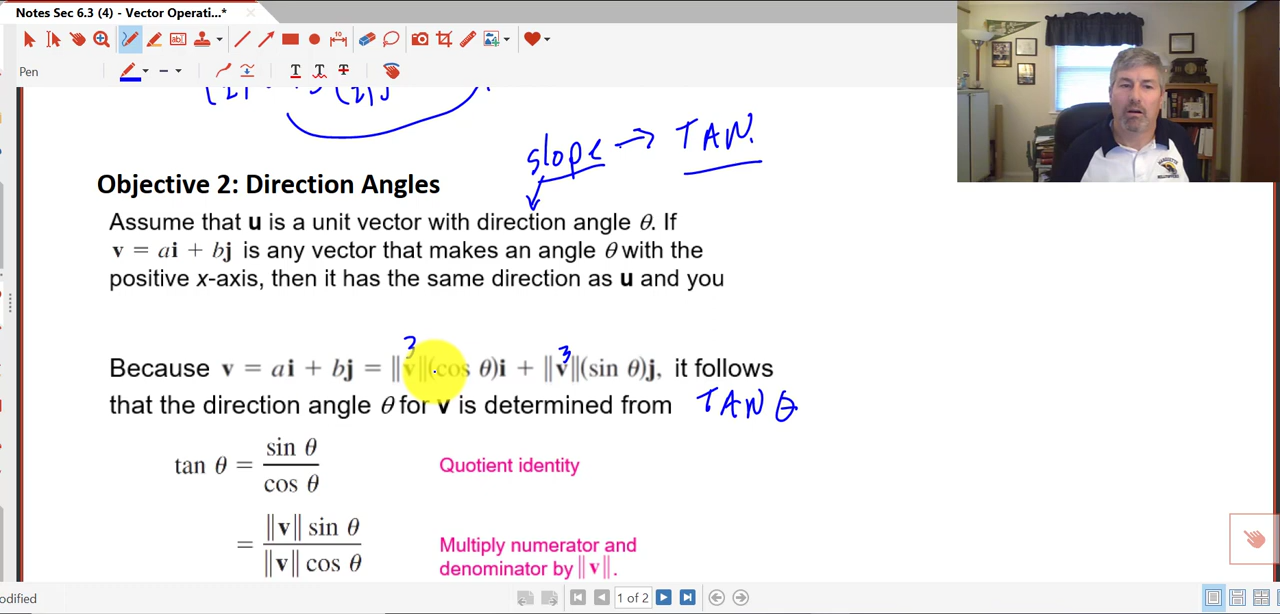 Notes Sec 6.3 (4) - Vector Operati...*
Pen
T T T
slope → TAN.
Objective 2: Direction Angles
Assume that u is a unit vector with direction angle θ. If
v = ai + bj is any vector that makes an angle θ with the
positive x-axis, then it has the same direction as u and you
3 3
Because v = ai + bj = ||v||(cos θ)i + ||v||(sin θ)j, it follows
that the direction angle θ for v is determined from TAN θ
tan θ = sin θ / cos θ Quotient identity
= ||v|| sin θ / ||v|| cos θ Multiply numerator and
denominator by ||v||.
odified
1 of 2